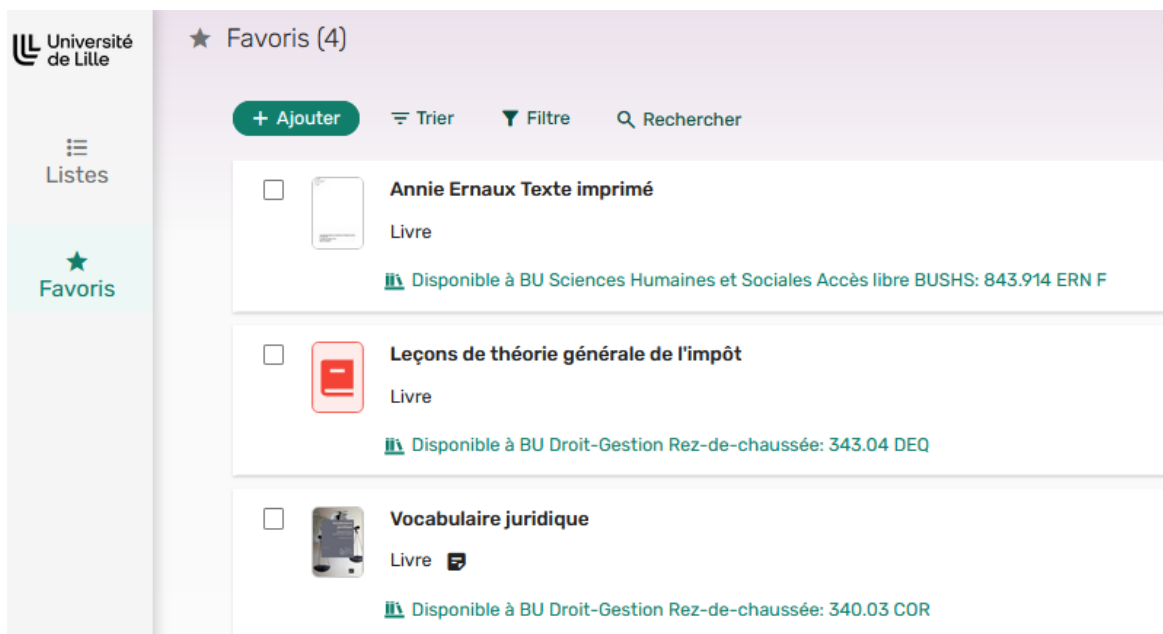 Université
de Lille
Favoris (4)
Ajouter
Trier
Filtre
Rechercher
Listes
Favoris
Annie Ernaux Texte imprimé
Livre
Disponible à BU Sciences Humaines et Sociales Accès libre BUSHS: 843.914 ERN F
Leçons de théorie générale de l'impôt
Livre
Disponible à BU Droit-Gestion Rez-de-chaussée: 343.04 DEQ
Vocabulaire juridique
Livre
Disponible à BU Droit-Gestion Rez-de-chaussée: 340.03 COR